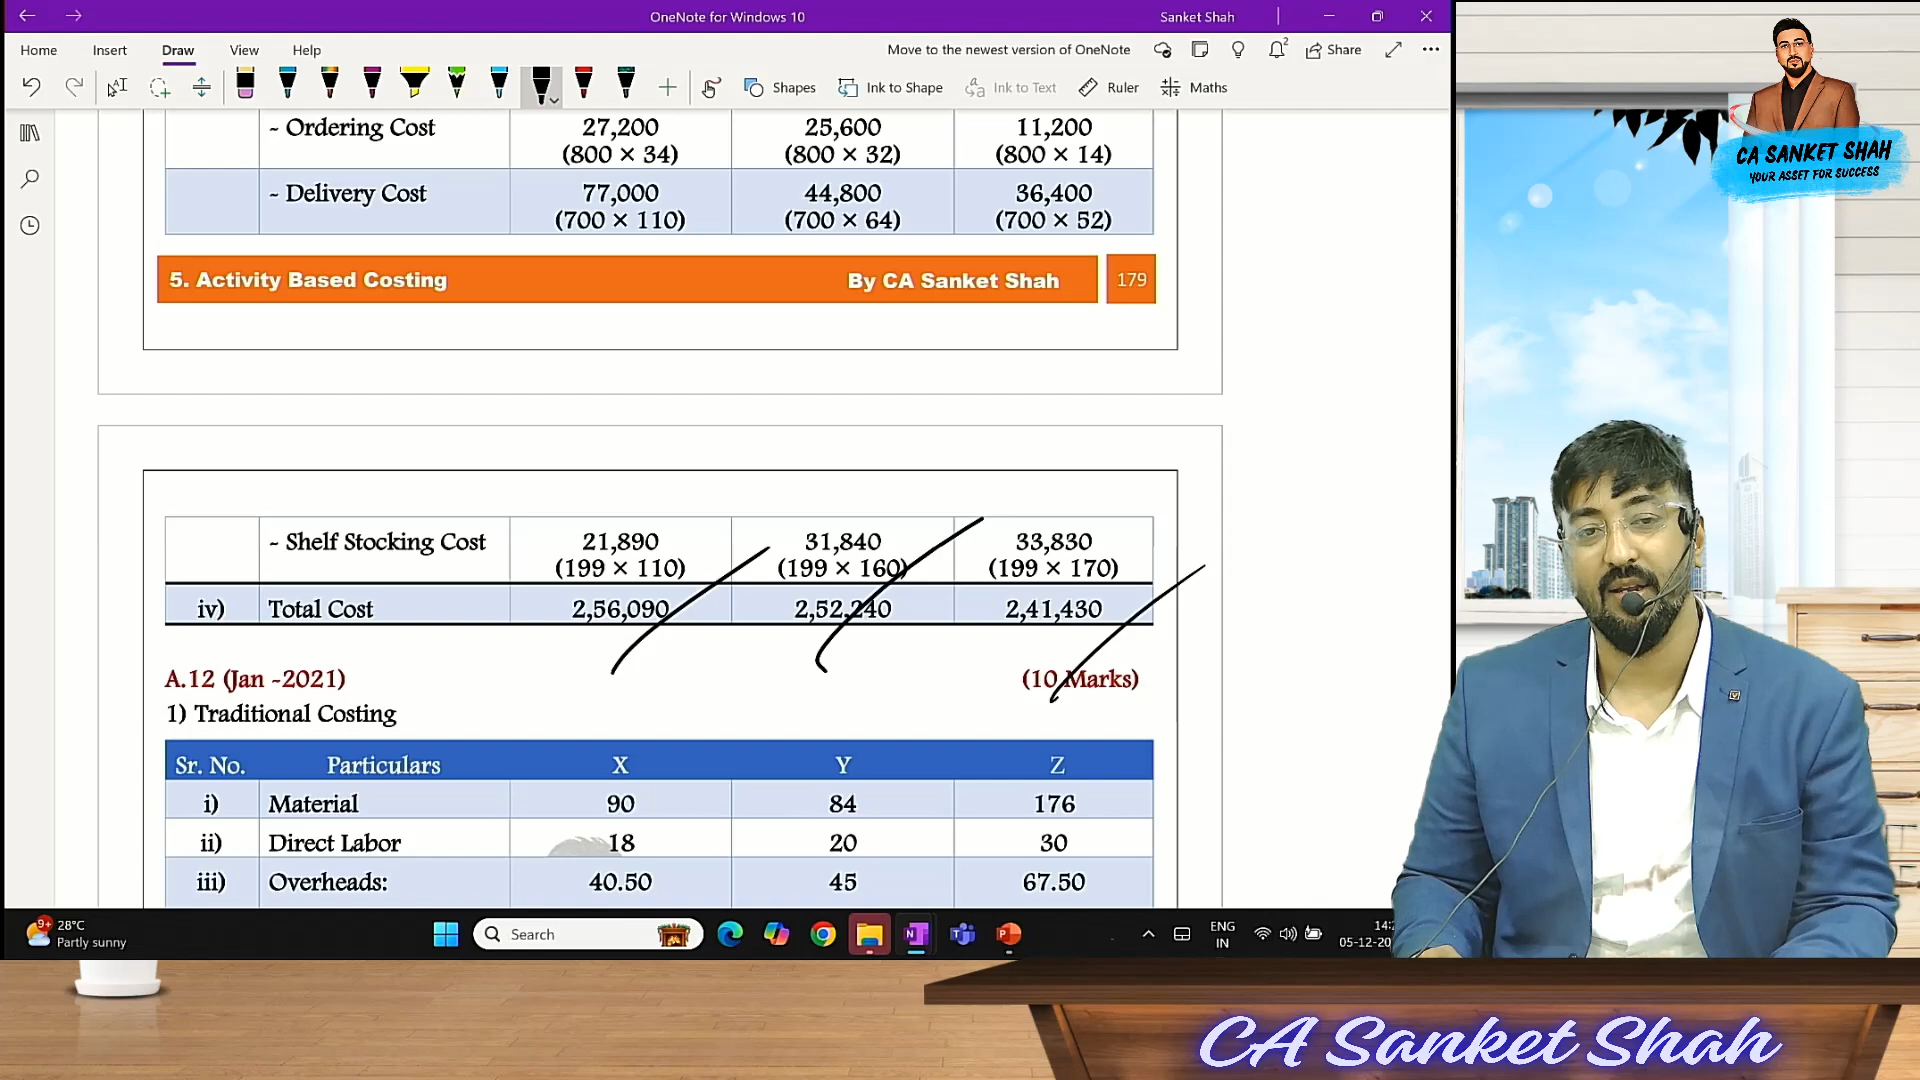 OneNote for Windows 10
Sanket Shah
Home Insert Draw View Help
Move to the newest version of OneNote
2
Share
Shapes
Ink to Shape
Ink to Text
Ruler
Maths
CA SANKET SHAH
YOUR ASSET FOR SUCCESS
- Ordering Cost 27,200 25,600 11,200
(800 × 34) (800 × 32) (800 × 14)
- Delivery Cost 77,000 44,800 36,400
(700 × 110) (700 × 64) (700 × 52)
5. Activity Based Costing By CA Sanket Shah 179
- Shelf Stocking Cost 21,890 31,840 33,830
(199 × 110) (199 × 160) (199 × 170)
iv) Total Cost 2,56,090 2,52,240 2,41,430
A.12 (Jan -2021) (10 Marks)
1) Traditional Costing
Sr. No. Particulars X Y Z
i) Material 90 84 176
ii) Direct Labor 18 20 30
iii) Overheads: 40.50 45 67.50
9+
28°C
Partly sunny
Search
ENG
IN
14:2
05-12-20
CA Sanket Shah